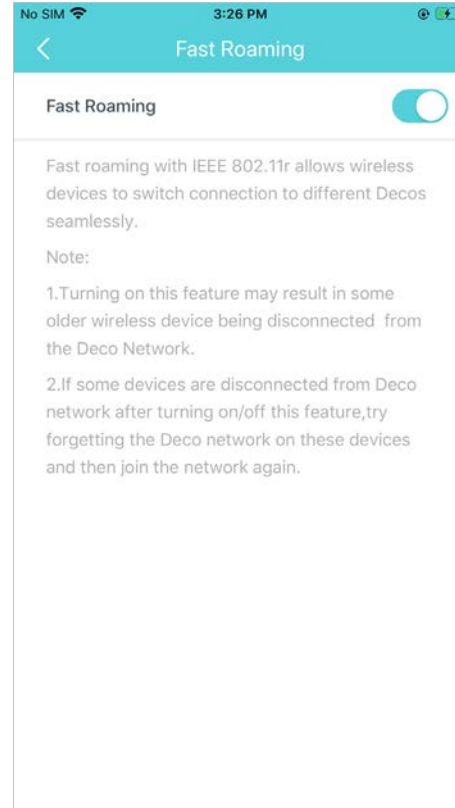 No SIM 3:26 PM
Fast Roaming
Fast Roaming
Fast roaming with IEEE 802.11r allows wireless
devices to switch connection to different Decos
seamlessly.
Note:
1.Turning on this feature may result in some
older wireless device being disconnected  from
the Deco Network.
2.If some devices are disconnected from Deco
network after turning on/off this feature,try
forgetting the Deco network on these devices
and then join the network again.